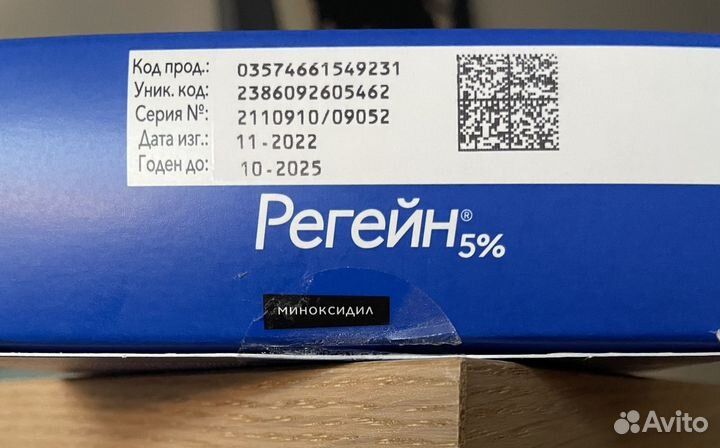 Код прод.: 03574661549231
Уник. код: 2386092605462
Серия №: 2110910/09052
Дата изг.: 11-2022
Годен до: 10-2025
Регейн® 5%
МИНОКСИДИЛ
Avito